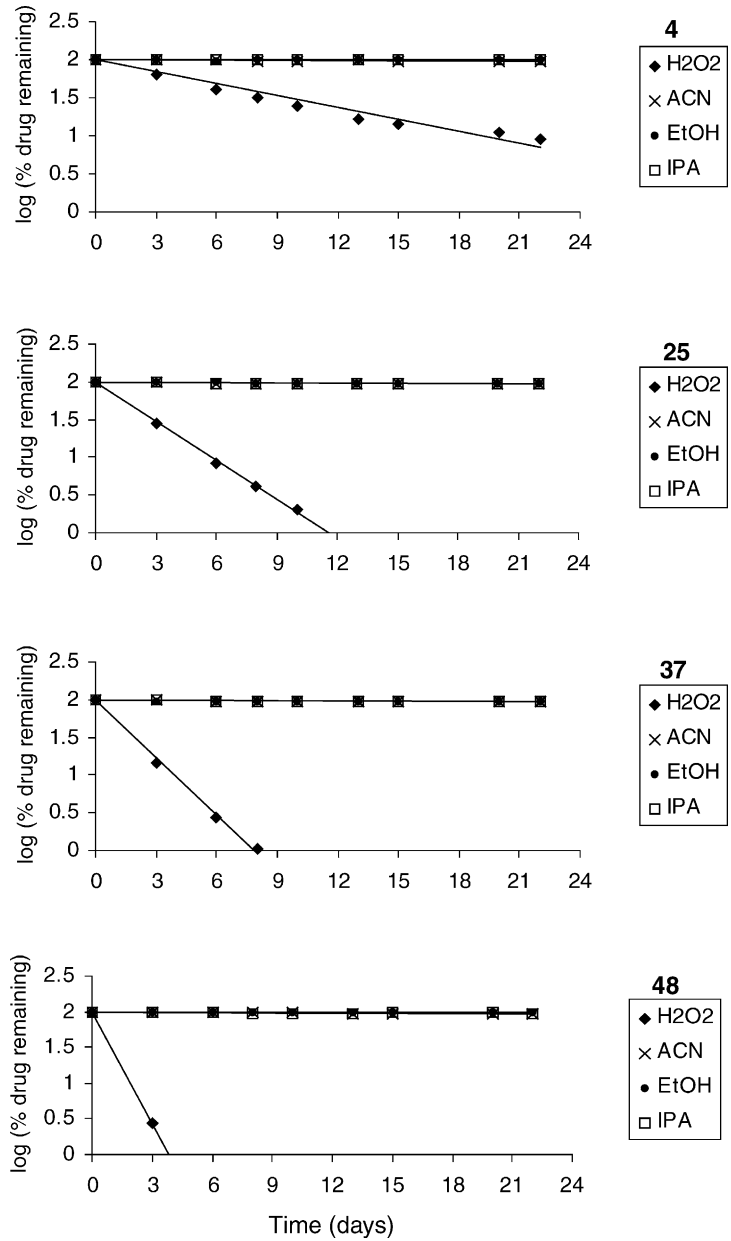 4
log (% drug remaining)
2.5
2
1.5
1
0.5
0
0 3 6 9 12 15 18 21 24
H2O2
ACN
EtOH
IPA
25
log (% drug remaining)
2.5
2
1.5
1
0.5
0
0 3 6 9 12 15 18 21 24
H2O2
ACN
EtOH
IPA
37
log (% drug remaining)
2.5
2
1.5
1
0.5
0
0 3 6 9 12 15 18 21 24
H2O2
ACN
EtOH
IPA
48
log (% drug remaining)
2.5
2
1.5
1
0.5
0
0 3 6 9 12 15 18 21 24
H2O2
ACN
EtOH
IPA
Time (days)